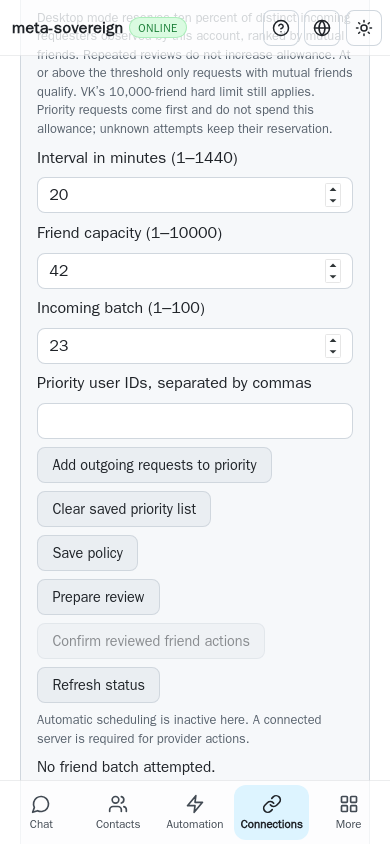 Desktop mode reserves ten percent of distinct incoming
meta-sovereign ONLINE
requesters observed by this account, ranked by mutual
friends. Repeated reviews do not increase allowance. At
or above the threshold only requests with mutual friends
qualify. VK's 10,000-friend hard limit still applies.
Priority requests come first and do not spend this
allowance; unknown attempts keep their reservation.
Interval in minutes (1–1440)
20
Friend capacity (1–10000)
42
Incoming batch (1–100)
23
Priority user IDs, separated by commas
Add outgoing requests to priority
Clear saved priority list
Save policy
Prepare review
Confirm reviewed friend actions
Refresh status
Automatic scheduling is inactive here. A connected
server is required for provider actions.
No friend batch attempted.
Chat Contacts Automation Connections More